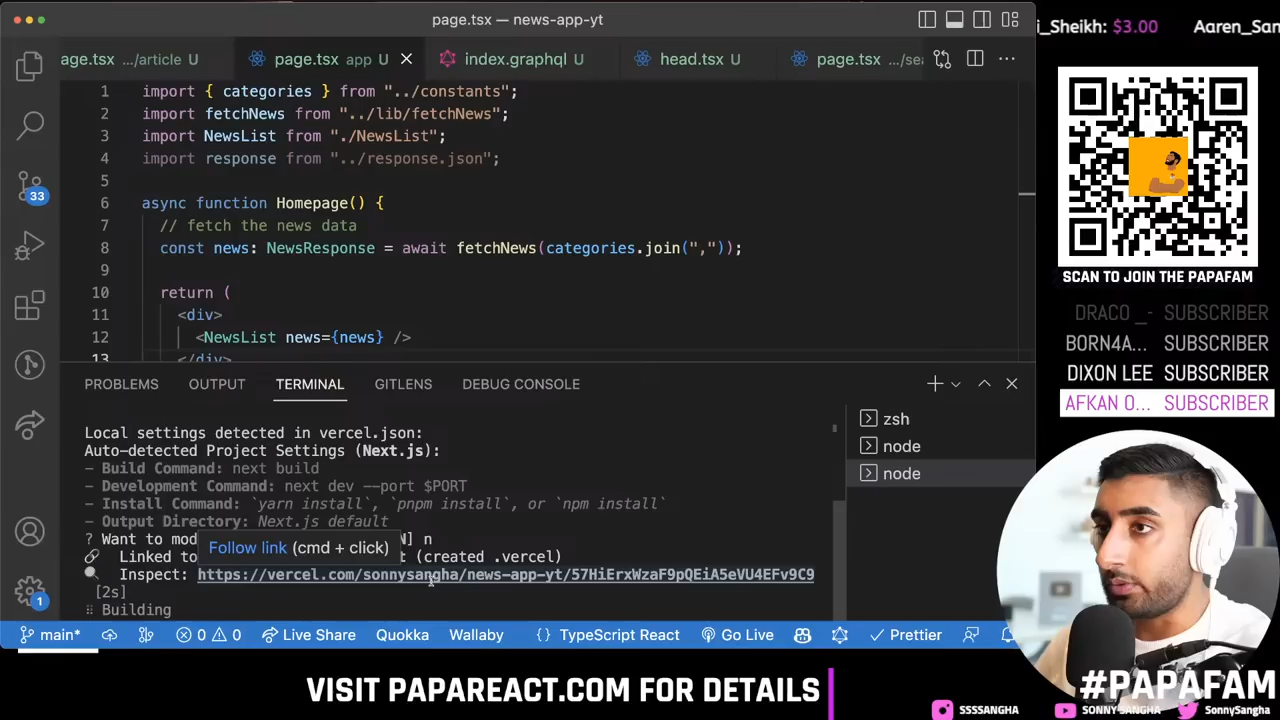 page.tsx — news-app-yt
age.tsx .../article U
page.tsx app U
index.graphql U
head.tsx U
page.tsx .../sea
1 import { categories } from "../constants";
2 import fetchNews from "../lib/fetchNews";
3 import NewsList from "./NewsList";
4 import response from "../response.json";
5
6 async function Homepage() {
7 // fetch the news data
8 const news: NewsResponse = await fetchNews(categories.join(","));
9
10 return (
11 <div>
12 <NewsList news={news} />
13 </div>
33
1
PROBLEMS OUTPUT TERMINAL GITLENS DEBUG CONSOLE
Local settings detected in vercel.json:
Auto-detected Project Settings (Next.js):
- Build Command: next build
- Development Command: next dev --port $PORT
- Install Command: `yarn install`, `pnpm install`, or `npm install`
- Output Directory: Next.js default
? Want to mod N] n
Follow link (cmd + click)
Linked to t (created .vercel)
Inspect: https://vercel.com/sonnysangha/news-app-yt/57HiErxWzaF9pQEiA5eVU4EFv9C9
[2s]
Building
zsh
node
node
main* 0 0 Live Share Quokka Wallaby {} TypeScript React Go Live Prettier
i_Sheikh: $3.00 Aaren_San
SCAN TO JOIN THE PAPAFAM
DRACO _- SUBSCRIBER
BORN4A... SUBSCRIBER
DIXON LEE SUBSCRIBER
AFKAN O... SUBSCRIBER
VISIT PAPAREACT.COM FOR DETAILS
#PAPAFAM
SSSSANGHA SONNY SANGHA SonnySangha